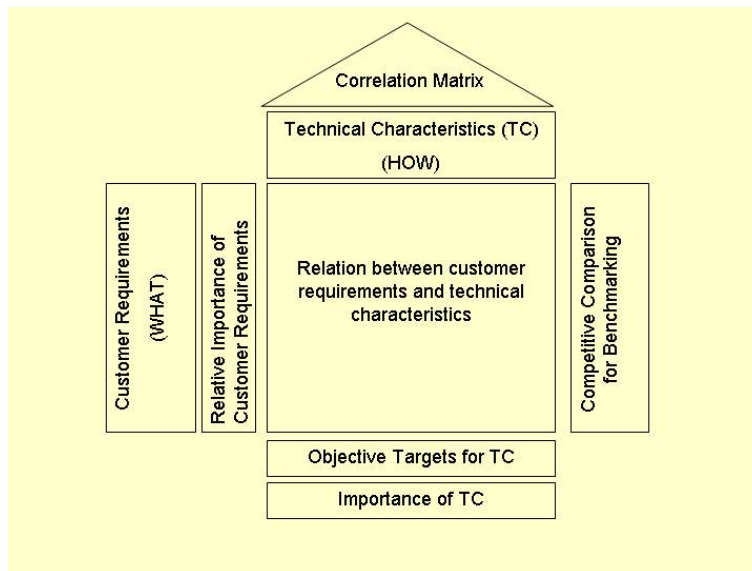 Correlation Matrix
Technical Characteristics (TC)
(HOW)
Customer Requirements
(WHAT)
Relative Importance of
Customer Requirements
Relation between customer
requirements and technical
characteristics
Competitive Comparison
for Benchmarking
Objective Targets for TC
Importance of TC